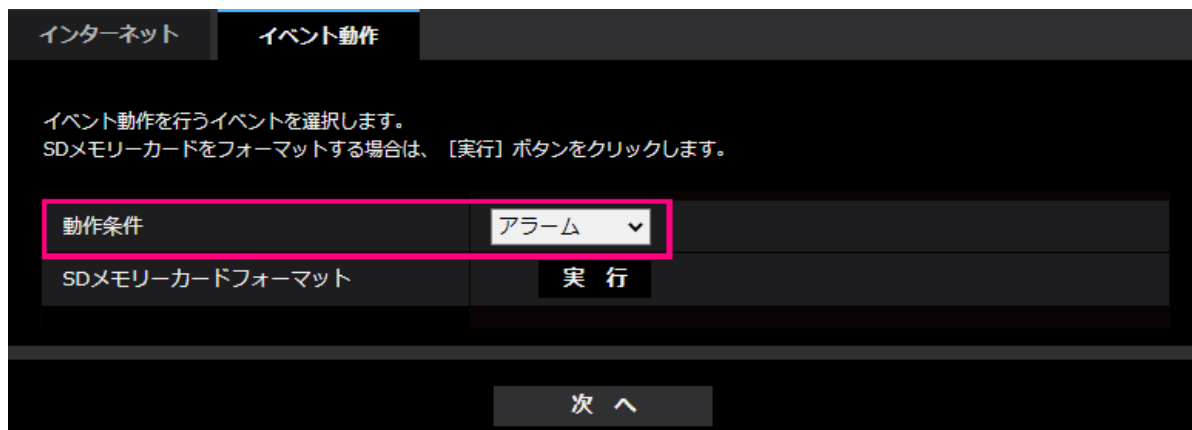 インターネット イベント動作
イベント動作を行うイベントを選択します。
SDメモリーカードをフォーマットする場合は、［実行］ボタンをクリックします。
動作条件 アラーム
SDメモリーカードフォーマット 実 行
次 へ